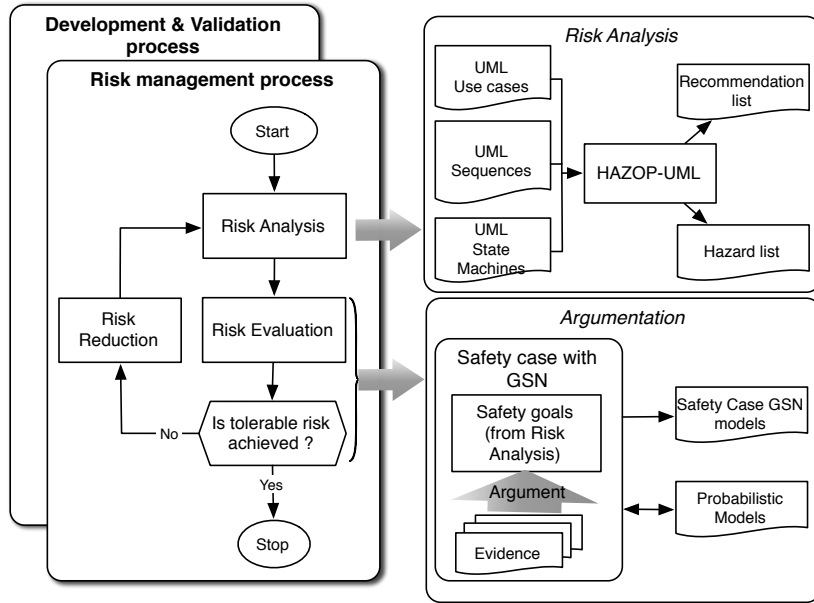 Development & Validation
process
Risk management process
Start
Risk Analysis
Risk
Reduction
Risk Evaluation
Is tolerable risk
achieved ?
No
Yes
Stop
Risk Analysis
UML
Use cases
UML
Sequences
UML
State
Machines
HAZOP-UML
Recommendation
list
Hazard list
Argumentation
Safety case with
GSN
Safety goals
(from Risk
Analysis)
Argument
Evidence
Safety Case GSN
models
Probabilistic
Models